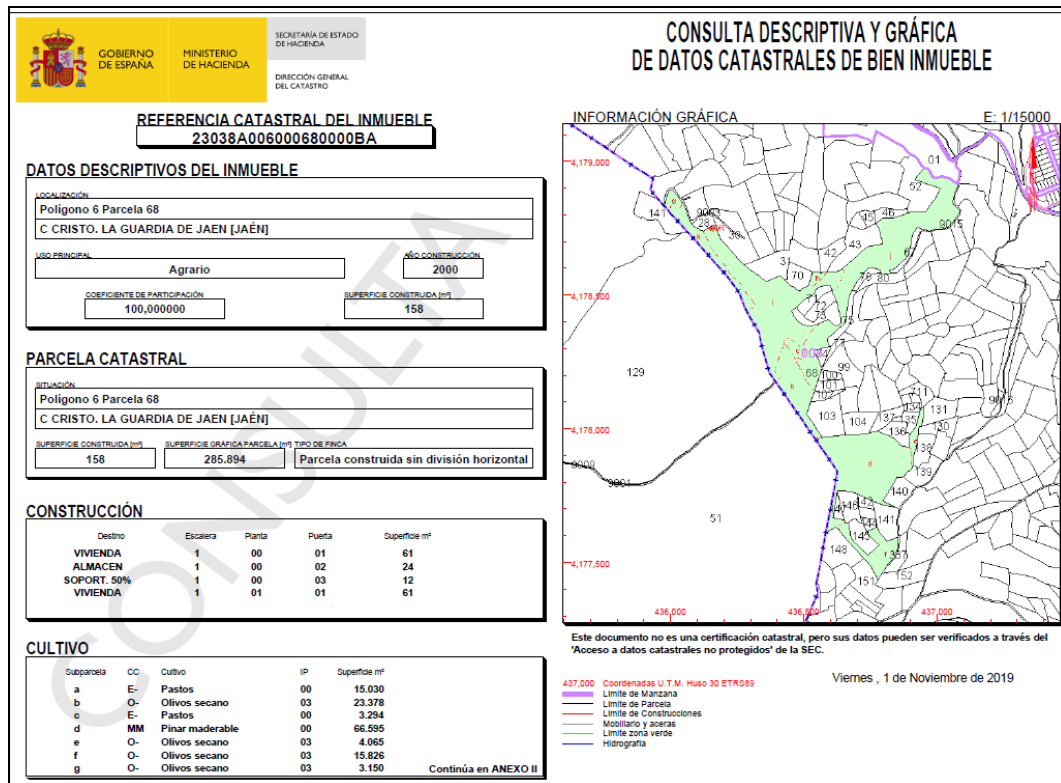 GOBIERNO
DE ESPAÑA
MINISTERIO
DE HACIENDA
SECRETARÍA DE ESTADO
DE HACIENDA
DIRECCIÓN GENERAL
DEL CATASTRO
CONSULTA DESCRIPTIVA Y GRÁFICA
DE DATOS CATASTRALES DE BIEN INMUEBLE
REFERENCIA CATASTRAL DEL INMUEBLE
23038A006000680000BA
DATOS DESCRIPTIVOS DEL INMUEBLE
LOCALIZACIÓN
Polígono 6 Parcela 68
C CRISTO. LA GUARDIA DE JAEN [JAÉN]
USO PRINCIPAL
Agrario
AÑO CONSTRUCCIÓN
2000
COEFICIENTE DE PARTICIPACIÓN
100,000000
SUPERFICIE CONSTRUIDA [m²]
158
PARCELA CATASTRAL
SITUACIÓN
Polígono 6 Parcela 68
C CRISTO. LA GUARDIA DE JAEN [JAÉN]
SUPERFICIE CONSTRUIDA [m²] SUPERFICIE GRÁFICA PARCELA [m²] TIPO DE FINCA
158 285.894 Parcela construida sin división horizontal
CONSTRUCCIÓN
Destino Escalera Planta Puerta Superficie m²
VIVIENDA 1 00 01 61
ALMACEN 1 00 02 24
SOPORT. 50% 1 00 03 12
VIVIENDA 1 01 01 61
CULTIVO
Subparcela CC Cultivo IP Superficie m²
a E- Pastos 00 15.030
b O- Olivos secano 03 23.378
c E- Pastos 00 3.294
d MM Pinar maderable 00 66.595
e O- Olivos secano 03 4.065
f O- Olivos secano 03 15.826
g O- Olivos secano 03 3.150 Continúa en ANEXO II
CONSULTA
INFORMACIÓN GRÁFICA E: 1/15000
4,179,000
01
52
141
28
45
46
9015
42
43
31
70
4,178,500
73
75
129
68
99
101
102
103
104
137
136
134
131
130
4,178,000
138
139
140
9001
51
141
148
151
152
4,177,500
436,000 436,500 437,000
Este documento no es una certificación catastral, pero sus datos pueden ser verificados a través del
'Acceso a datos catastrales no protegidos' de la SEC.
Viernes , 1 de Noviembre de 2019
437,000 Coordenadas U.T.M. Huso 30 ETRS89
Límite de Manzana
Límite de Parcela
Límite de Construcciones
Mobiliario y aceras
Límite zona verde
Hidrografía